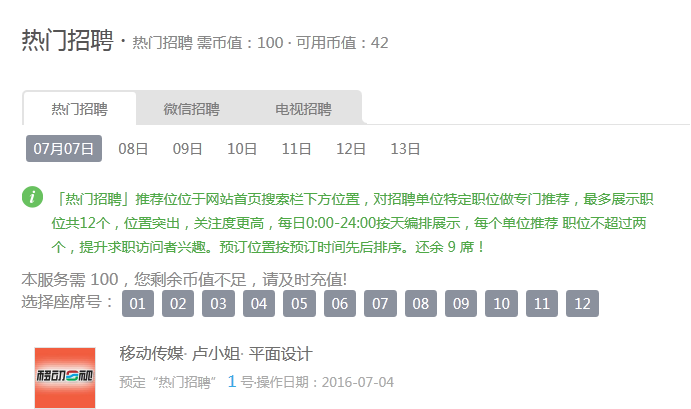 热门招聘 · 热门招聘 需币值：100 · 可用币值：42
热门招聘 微信招聘 电视招聘
07月07日 08日 09日 10日 11日 12日 13日
「热门招聘」推荐位位于网站首页搜索栏下方位置，对招聘单位特定职位做专门推荐，最多展示职
位共12个，位置突出，关注度更高，每日0:00-24:00按天编排展示，每个单位推荐 职位不超过两
个，提升求职访问者兴趣。预订位置按预订时间先后排序。还余 9 席！
本服务需 100，您剩余币值不足，请及时充值!
选择座席号： 01 02 03 04 05 06 07 08 09 10 11 12
移动传媒· 卢小姐· 平面设计
移动电视
预定“热门招聘” 1 号·操作日期：2016-07-04